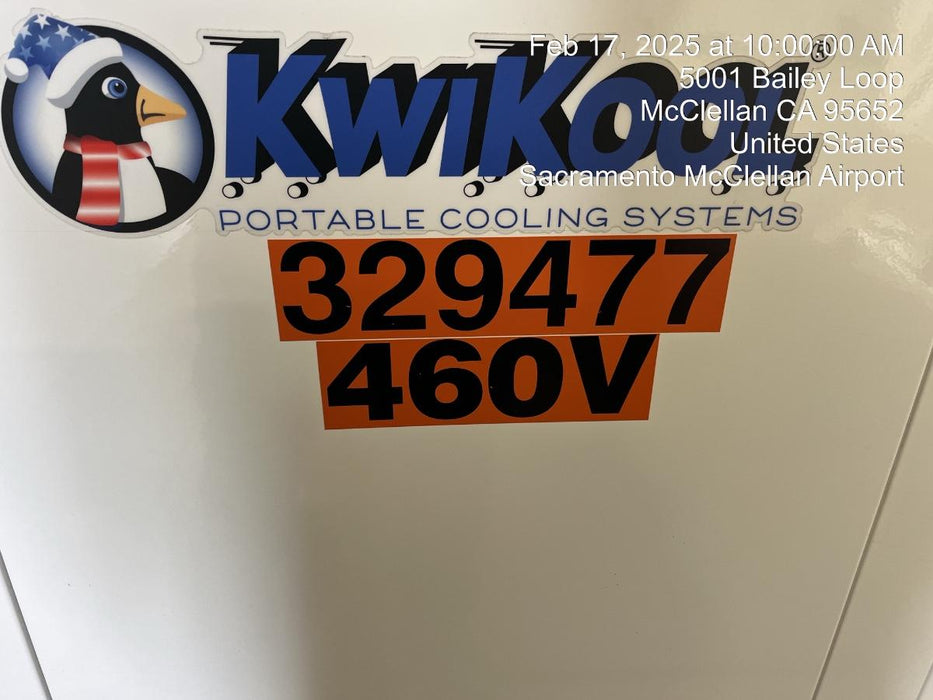 Feb 17, 2025 at 10:00:00 AM
5001 Bailey Loop
McClellan CA 95652
United States
Sacramento McClellan Airport
KWIKOOL®
PORTABLE COOLING SYSTEMS
329477
460V